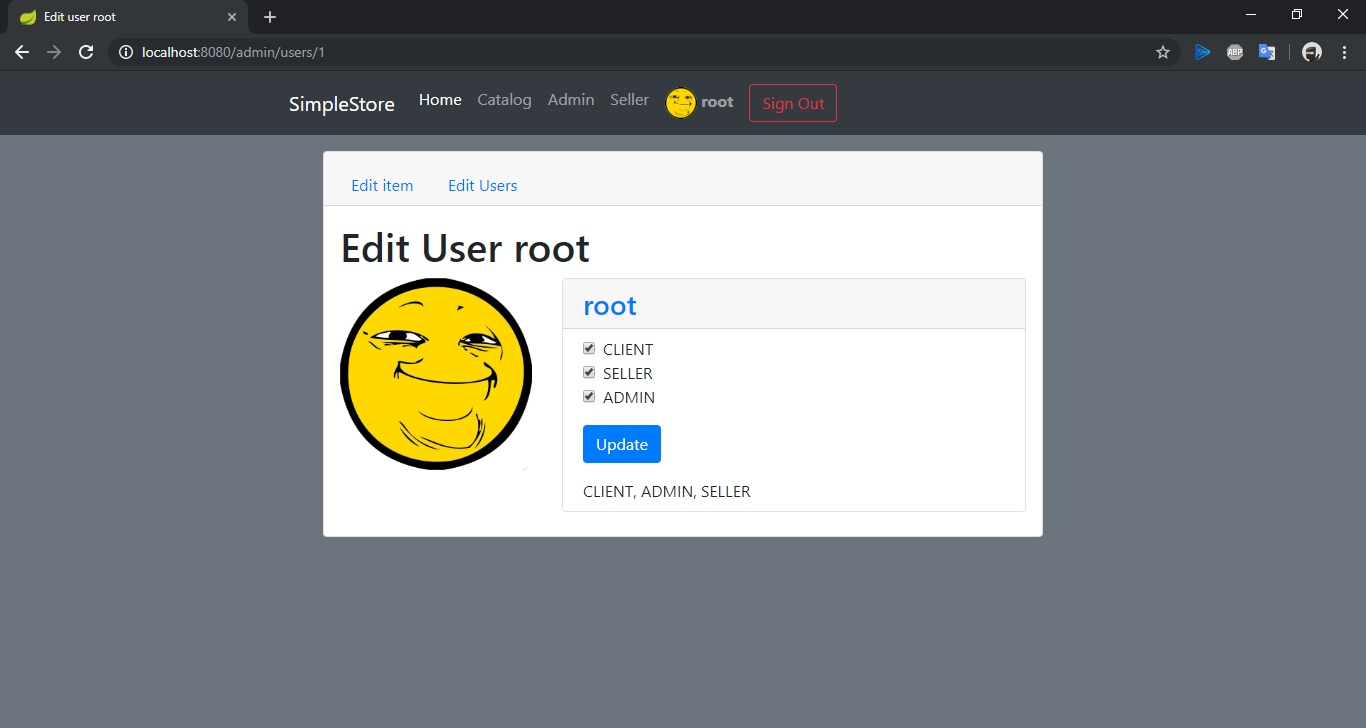 Edit user root
localhost:8080/admin/users/1
ABP
SimpleStore Home Catalog Admin Seller root Sign Out
Edit item Edit Users
Edit User root
root
CLIENT
SELLER
ADMIN
Update
CLIENT, ADMIN, SELLER